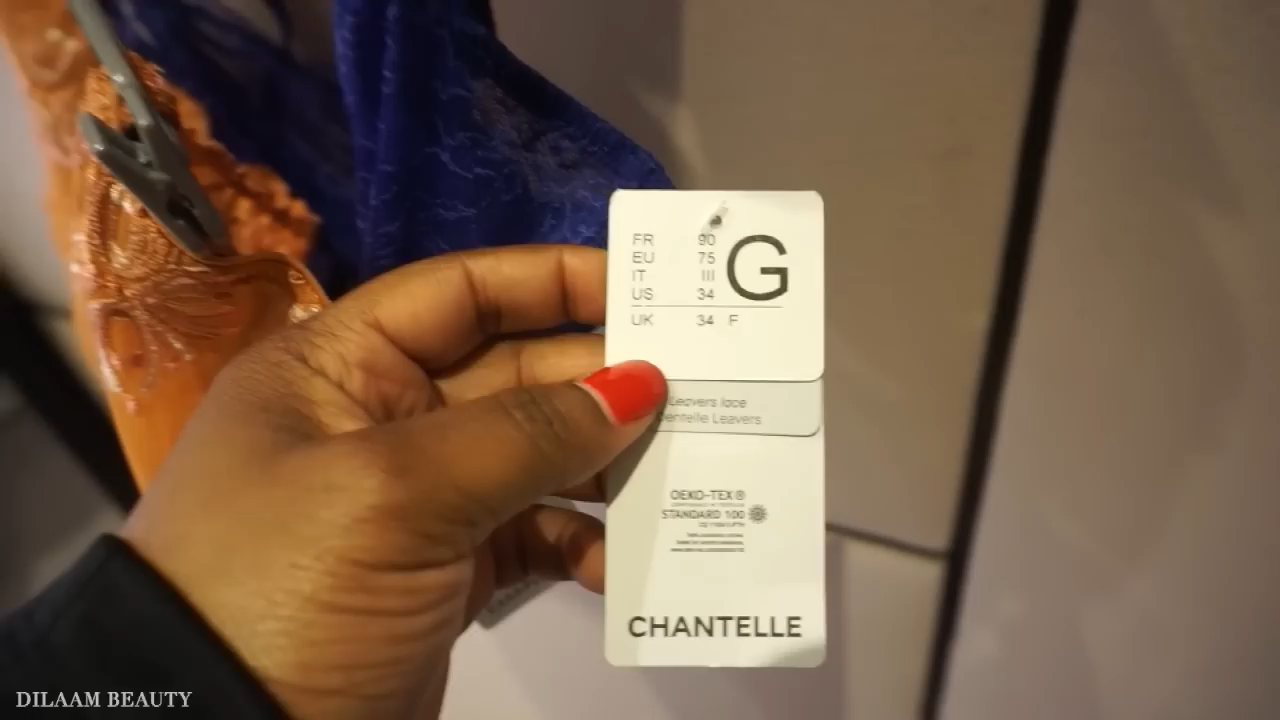 FR 90 G
EU 75
IT III
US 34
UK 34 F
Leavers lace
Dentelle Leavers
OEKO-TEX ®
STANDARD 100
CHANTELLE
DILAAM BEAUTY